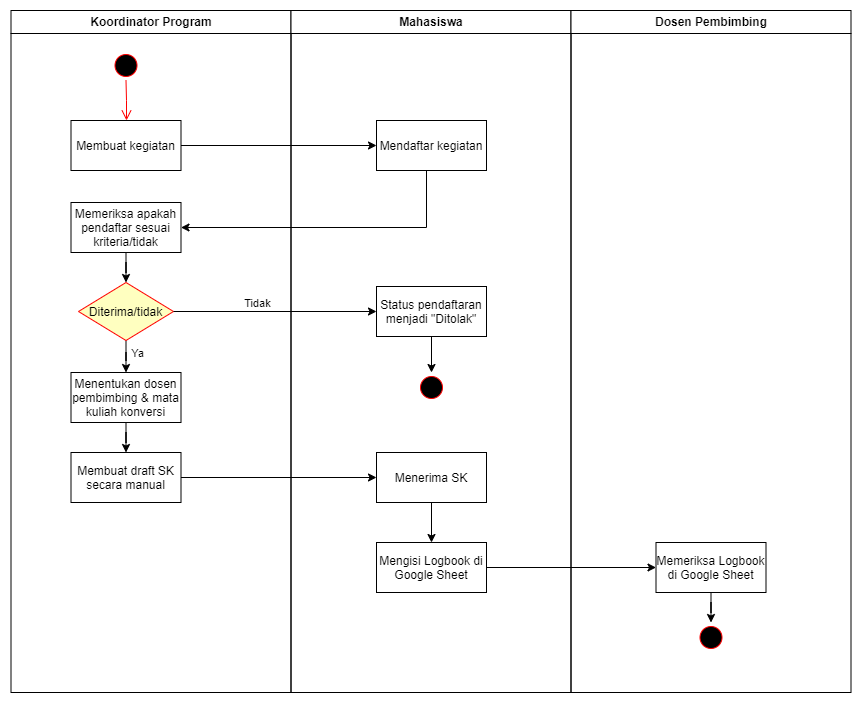 Koordinator Program
Mahasiswa
Dosen Pembimbing
Membuat kegiatan
Mendaftar kegiatan
Memeriksa apakah
pendaftar sesuai
kriteria/tidak
Diterima/tidak
Tidak
Status pendaftaran
menjadi "Ditolak"
Ya
Menentukan dosen
pembimbing & mata
kuliah konversi
Membuat draft SK
secara manual
Menerima SK
Mengisi Logbook di
Google Sheet
Memeriksa Logbook
di Google Sheet